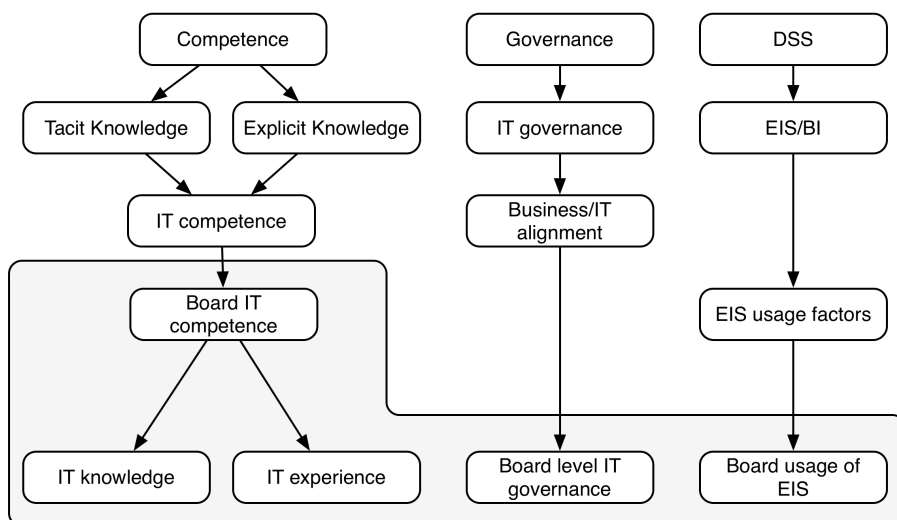 Competence
Governance
DSS
Tacit Knowledge
Explicit Knowledge
IT governance
EIS/BI
IT competence
Business/IT
alignment
Board IT
competence
EIS usage factors
IT knowledge
IT experience
Board level IT
governance
Board usage of
EIS